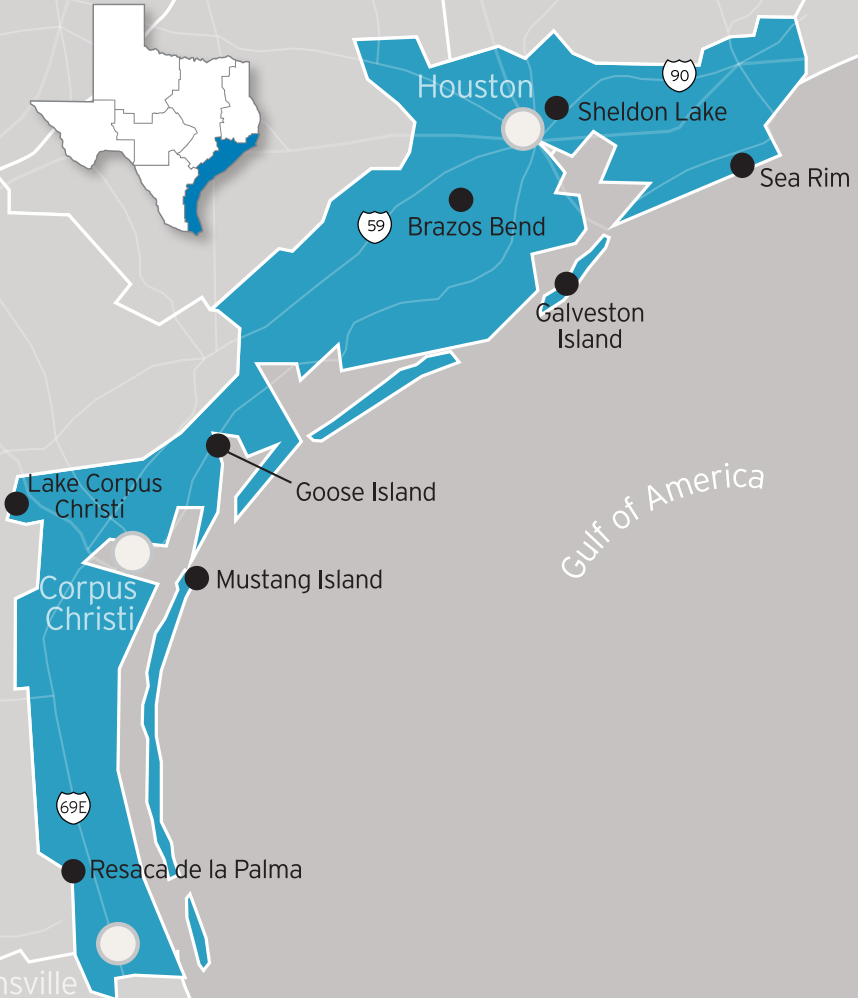 90
Houston
Sheldon Lake
Sea Rim
59
Brazos Bend
Galveston
Island
Lake Corpus
Christi
Goose Island
Gulf of America
Mustang Island
Corpus
Christi
69E
Resaca de la Palma
nsville